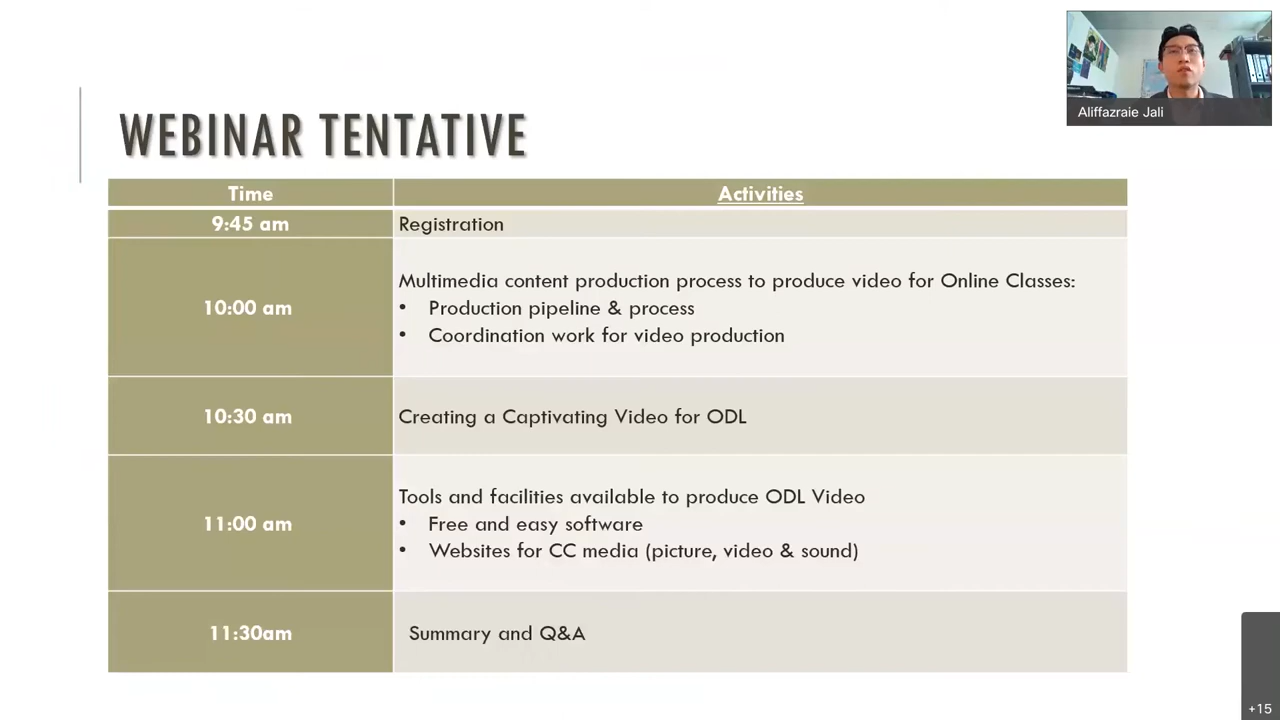 Aliffazraie Jali
WEBINAR TENTATIVE
Time Activities
9:45 am Registration
10:00 am
Multimedia content production process to produce video for Online Classes:
• Production pipeline & process
• Coordination work for video production
10:30 am Creating a Captivating Video for ODL
11:00 am
Tools and facilities available to produce ODL Video
• Free and easy software
• Websites for CC media (picture, video & sound)
11:30am Summary and Q&A
+15